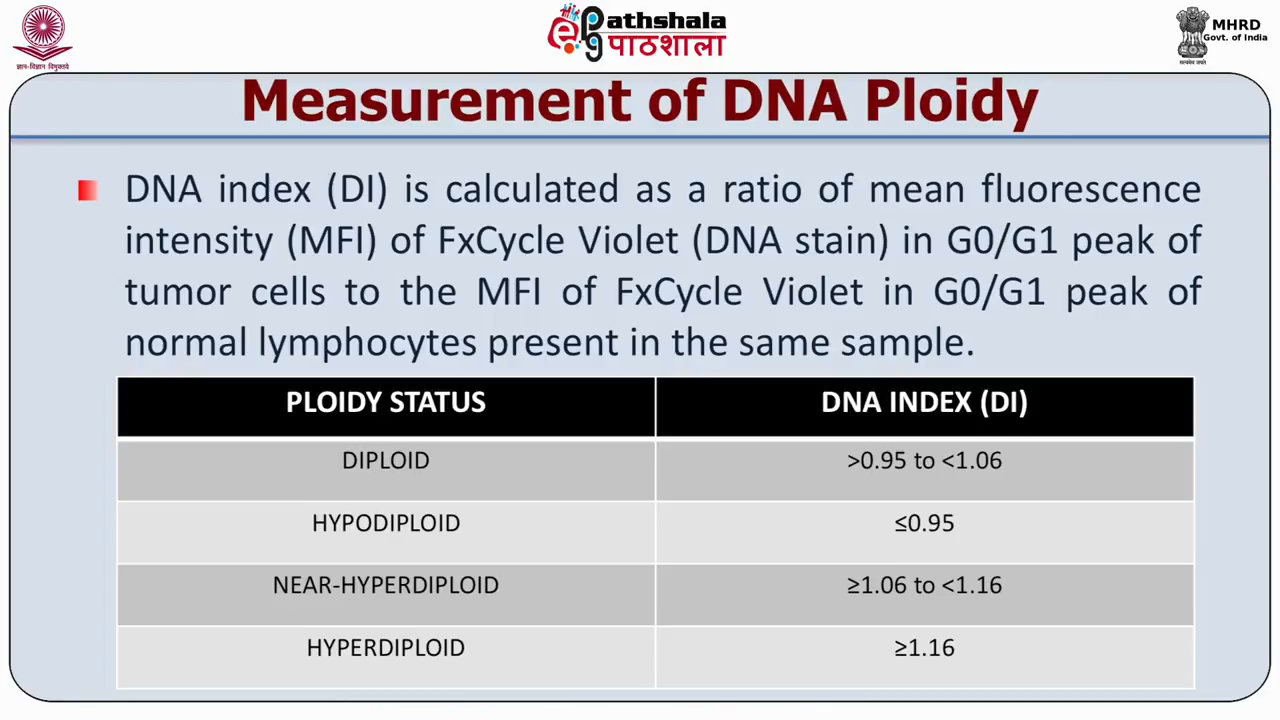 ज्ञान-विज्ञान विमुक्तये
ePathshala
पाठशाला
MHRD
Govt. of India
सत्यमेव जयते
Measurement of DNA Ploidy
DNA index (DI) is calculated as a ratio of mean fluorescence
intensity (MFI) of FxCycle Violet (DNA stain) in G0/G1 peak of
tumor cells to the MFI of FxCycle Violet in G0/G1 peak of
normal lymphocytes present in the same sample.
PLOIDY STATUS DNA INDEX (DI)
DIPLOID >0.95 to <1.06
HYPODIPLOID ≤0.95
NEAR-HYPERDIPLOID ≥1.06 to <1.16
HYPERDIPLOID ≥1.16